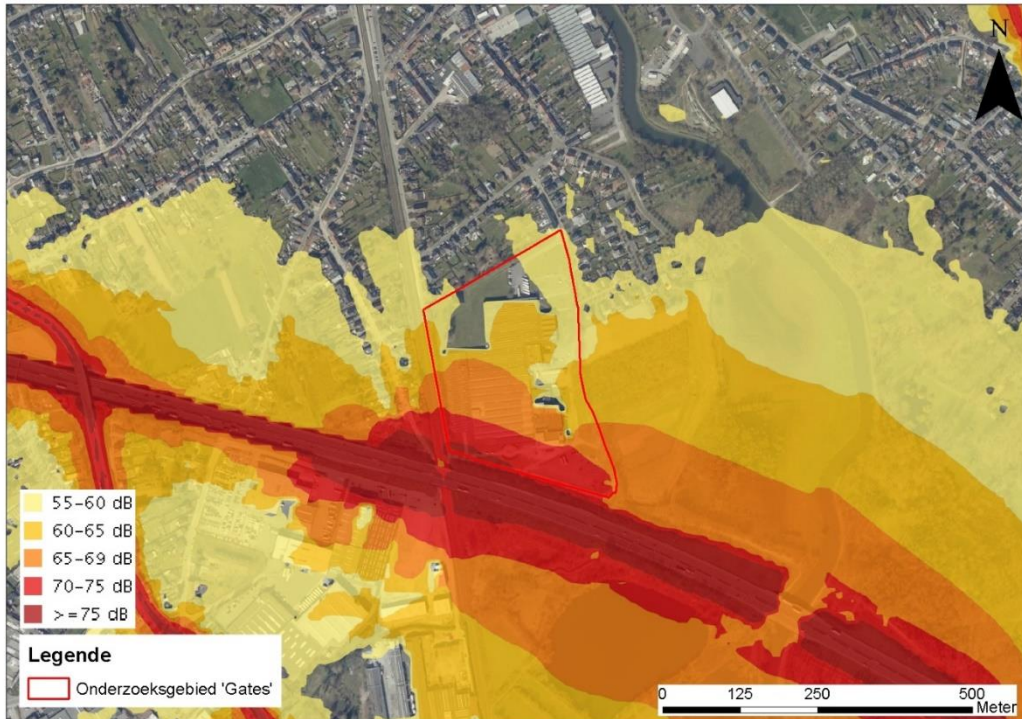 N
55-60 dB
60-65 dB
65-69 dB
70-75 dB
>=75 dB
Legende
Onderzoeksgebied 'Gates'
0 125 250 500
Meter